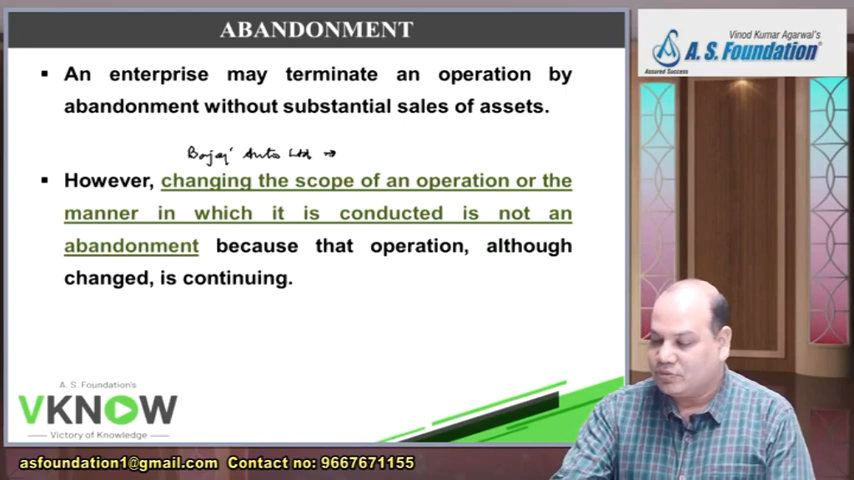 ABANDONMENT
▪ An enterprise may terminate an operation by
abandonment without substantial sales of assets.
Bajaj Auto Ltd →
▪ However, changing the scope of an operation or the
manner in which it is conducted is not an
abandonment because that operation, although
changed, is continuing.
A. S. Foundation's
VKNOW
Victory of Knowledge
Vinod Kumar Agarwal's
A. S. Foundation®
Assured Success
asfoundation1@gmail.com Contact no: 9667671155